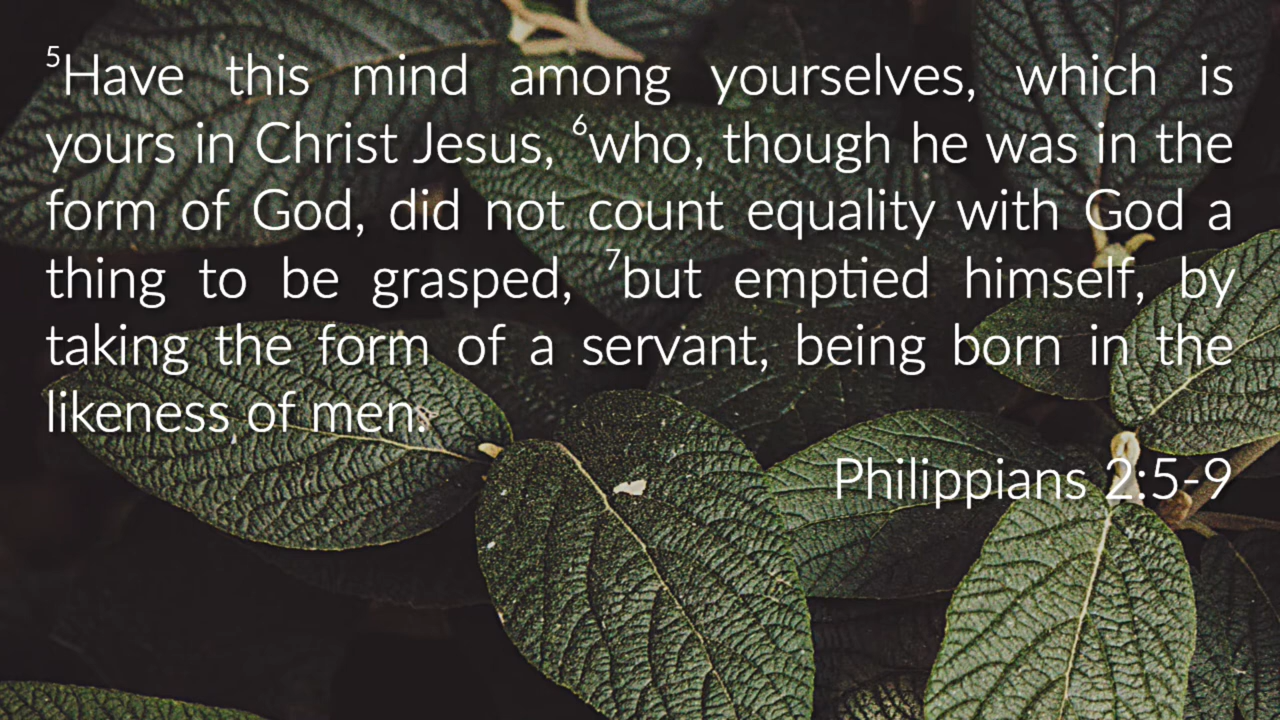 ⁵Have this mind among yourselves, which is
yours in Christ Jesus, ⁶who, though he was in the
form of God, did not count equality with God a
thing to be grasped, ⁷but emptied himself, by
taking the form of a servant, being born in the
likeness of men.
Philippians 2:5-9